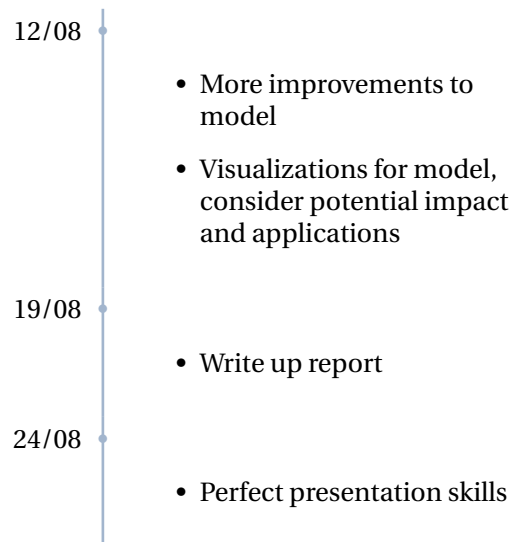 12/08
• More improvements to
model
• Visualizations for model,
consider potential impact
and applications
19/08
• Write up report
24/08
• Perfect presentation skills